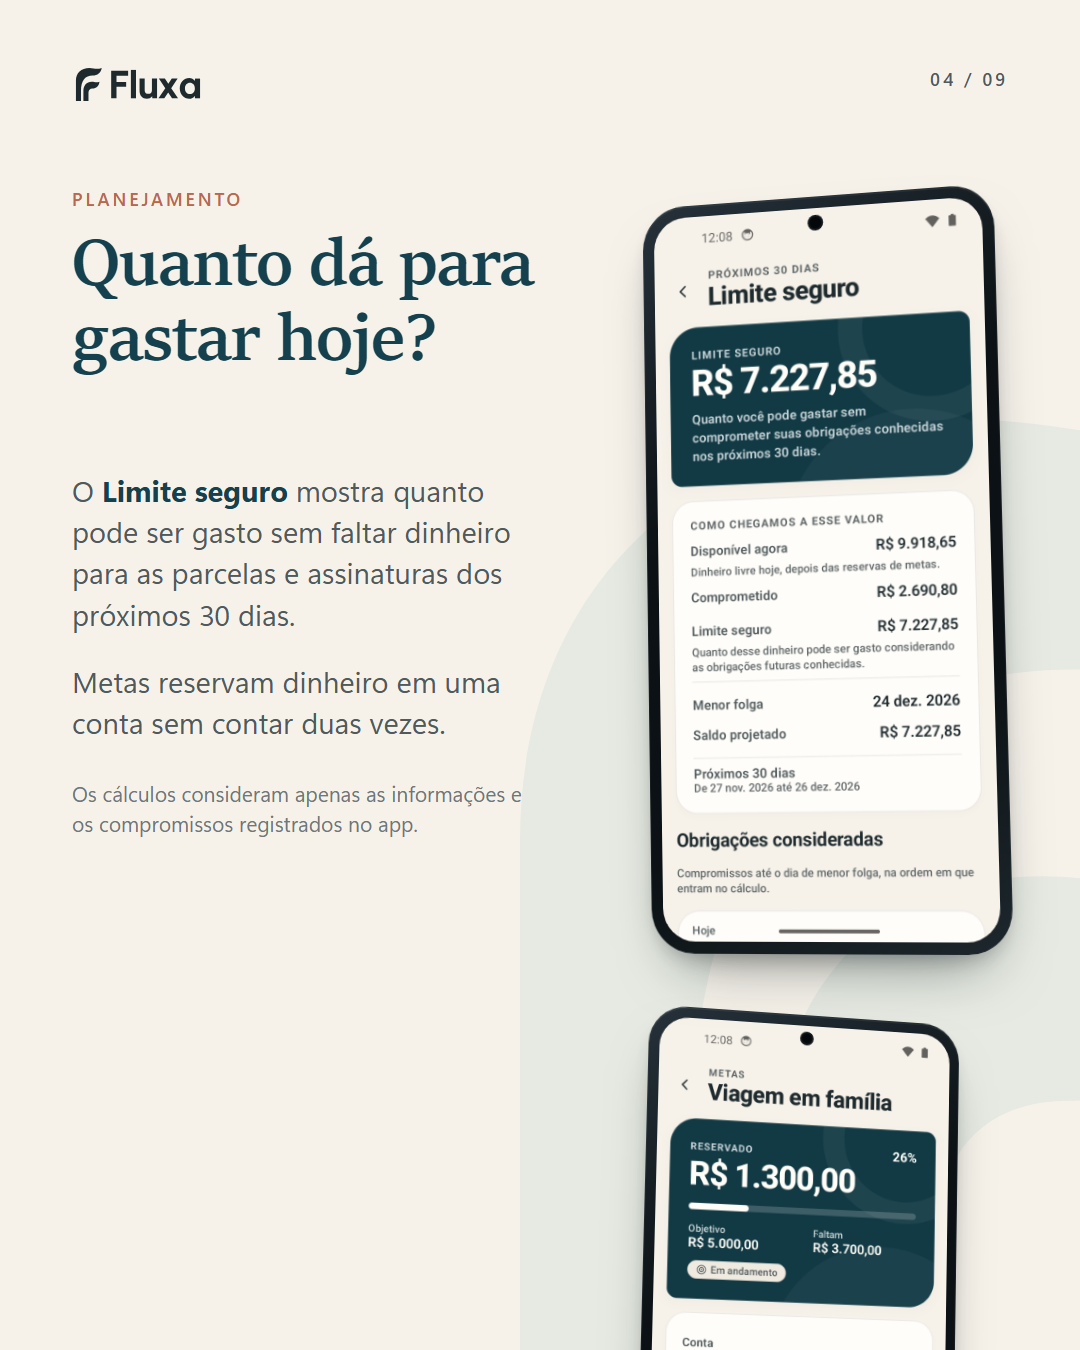 Fluxa
04 / 09
PLANEJAMENTO
Quanto dá para
gastar hoje?
O Limite seguro mostra quanto
pode ser gasto sem faltar dinheiro
para as parcelas e assinaturas dos
próximos 30 dias.
Metas reservam dinheiro em uma
conta sem contar duas vezes.
Os cálculos consideram apenas as informações e
os compromissos registrados no app.
12:08
PRÓXIMOS 30 DIAS
Limite seguro
LIMITE SEGURO
R$ 7.227,85
Quanto você pode gastar sem
comprometer suas obrigações conhecidas
nos próximos 30 dias.
COMO CHEGAMOS A ESSE VALOR
Disponível agora R$ 9.918,65
Dinheiro livre hoje, depois das reservas de metas.
Comprometido R$ 2.690,80
Limite seguro R$ 7.227,85
Quanto desse dinheiro pode ser gasto considerando
as obrigações futuras conhecidas.
Menor folga 24 dez. 2026
Saldo projetado R$ 7.227,85
Próximos 30 dias
De 27 nov. 2026 até 26 dez. 2026
Obrigações consideradas
Compromissos até o dia de menor folga, na ordem em que
entram no cálculo.
Hoje
12:08
METAS
Viagem em família
RESERVADO 26%
R$ 1.300,00
Objetivo Faltam
R$ 5.000,00 R$ 3.700,00
Em andamento
Conta